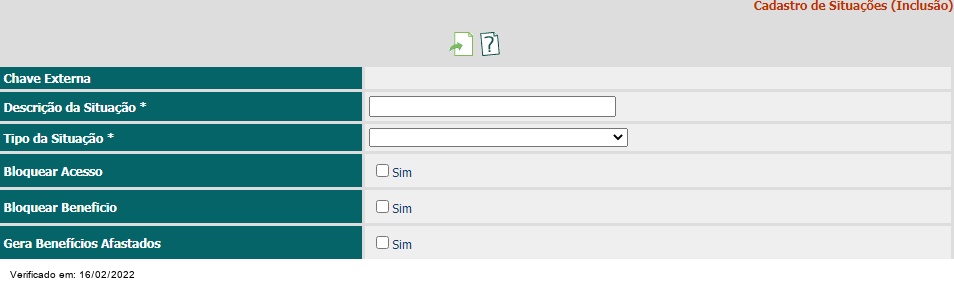 Cadastro de Situações (Inclusão)
Chave Externa
Descrição da Situação *
Tipo da Situação *
Bloquear Acesso
Sim
Bloquear Beneficio
Sim
Gera Benefícios Afastados
Sim
Verificado em: 16/02/2022